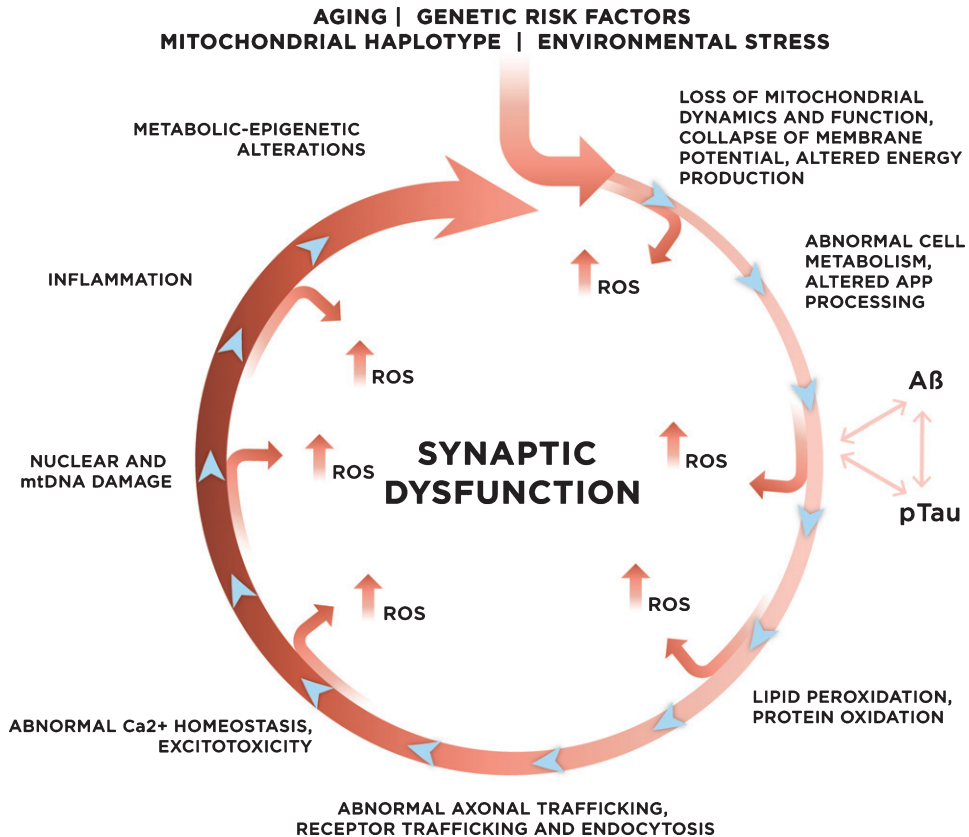 AGING | GENETIC RISK FACTORS
MITOCHONDRIAL HAPLOTYPE | ENVIRONMENTAL STRESS
LOSS OF MITOCHONDRIAL
DYNAMICS AND FUNCTION,
COLLAPSE OF MEMBRANE
POTENTIAL, ALTERED ENERGY
PRODUCTION
METABOLIC-EPIGENETIC
ALTERATIONS
ABNORMAL CELL
METABOLISM,
ALTERED APP
PROCESSING
INFLAMMATION
ROS
ROS
Aß
SYNAPTIC
DYSFUNCTION
ROS
ROS
NUCLEAR AND
mtDNA DAMAGE
pTau
ROS
ROS
LIPID PEROXIDATION,
PROTEIN OXIDATION
ABNORMAL Ca2+ HOMEOSTASIS,
EXCITOTOXICITY
ABNORMAL AXONAL TRAFFICKING,
RECEPTOR TRAFFICKING AND ENDOCYTOSIS